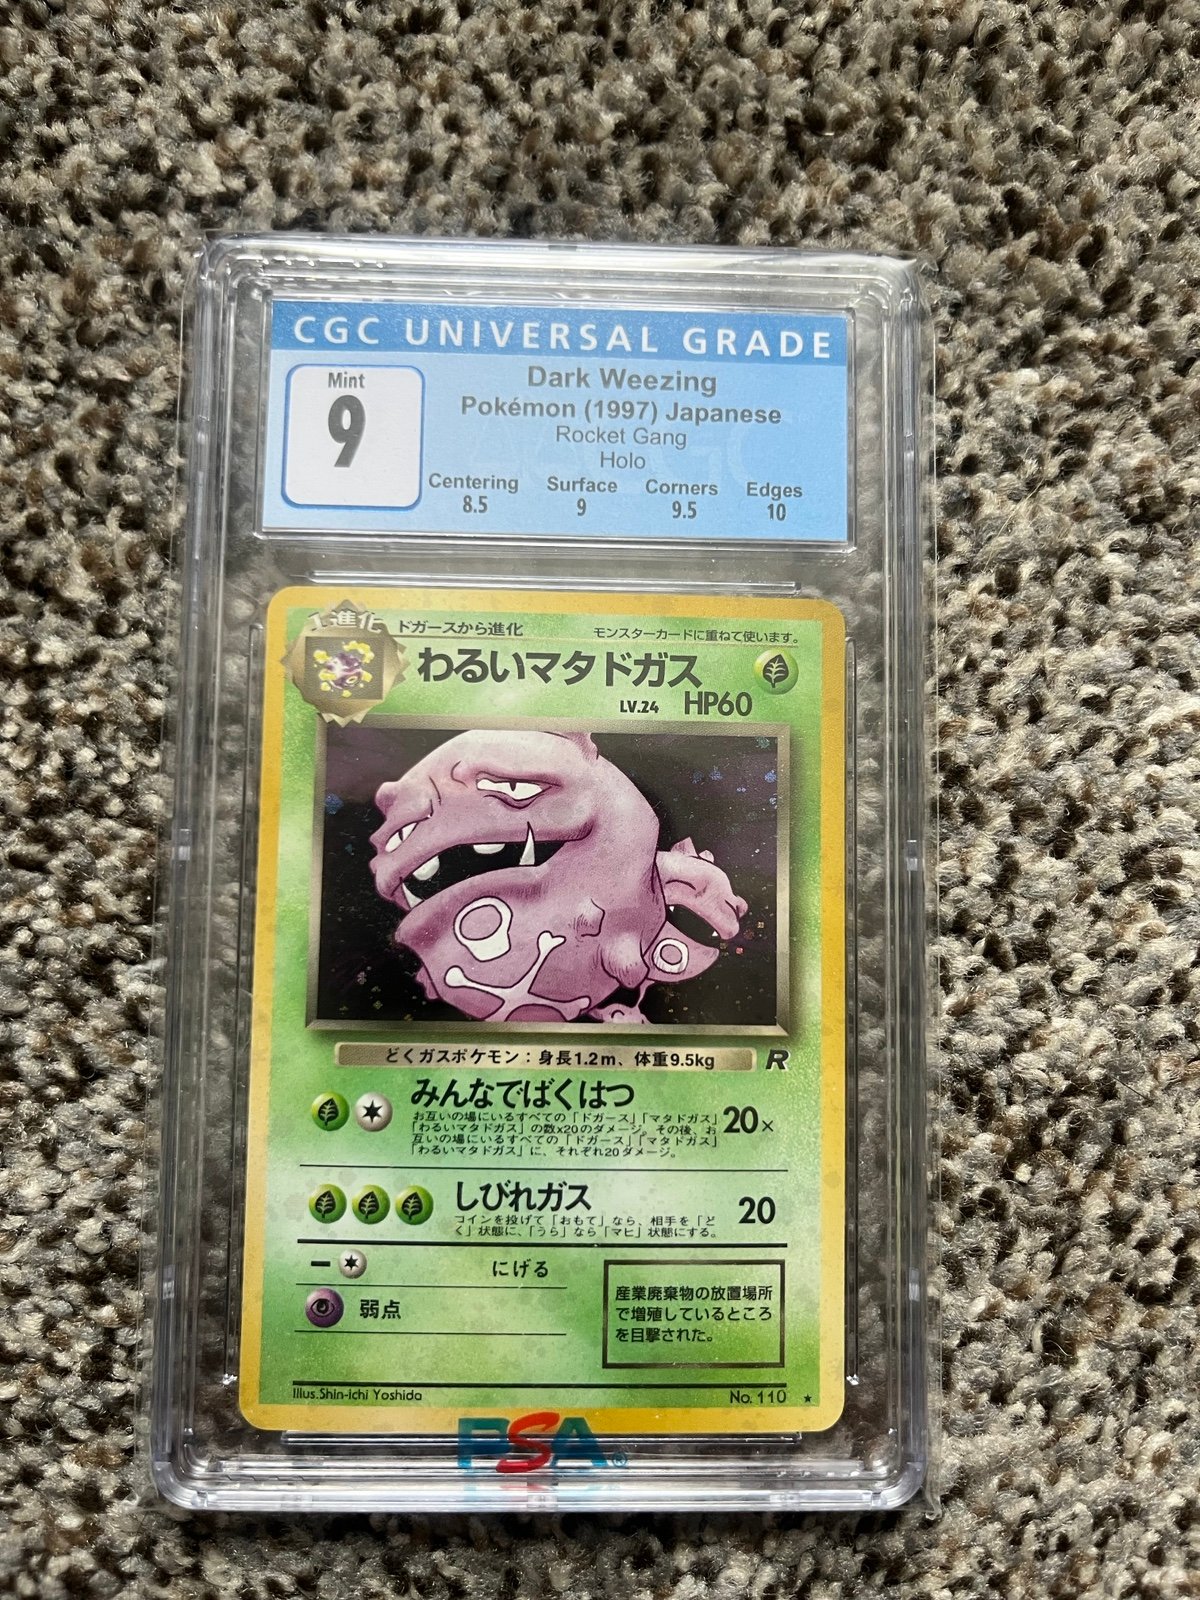 CGC UNIVERSAL GRADE
Mint
9
Dark Weezing
Pokémon (1997) Japanese
Rocket Gang
Holo
Centering Surface Corners Edges
8.5 9 9.5 10
1進化 ドガースから進化 モンスターカードに重ねて使います。
わるいマタドガス
LV.24 HP60
どくガスポケモン：身長1.2m、体重9.5kg R
みんなでばくはつ
お互いの場にいるすべての「ドガース」「マタドガス」
「わるいマタドガス」の数x20のダメージ。その後、お
互いの場にいるすべての「ドガース」「マタドガス」
「わるいマタドガス」に、それぞれ20ダメージ。
20×
しびれガス
コインを投げて「おもて」なら、相手を「ど
く」状態に、「うら」なら「マヒ」状態にする。
20
にげる
弱点
産業廃棄物の放置場所
で増殖しているところ
を目撃された。
Illus.Shin-ichi Yoshida No. 110 ★
PSA®